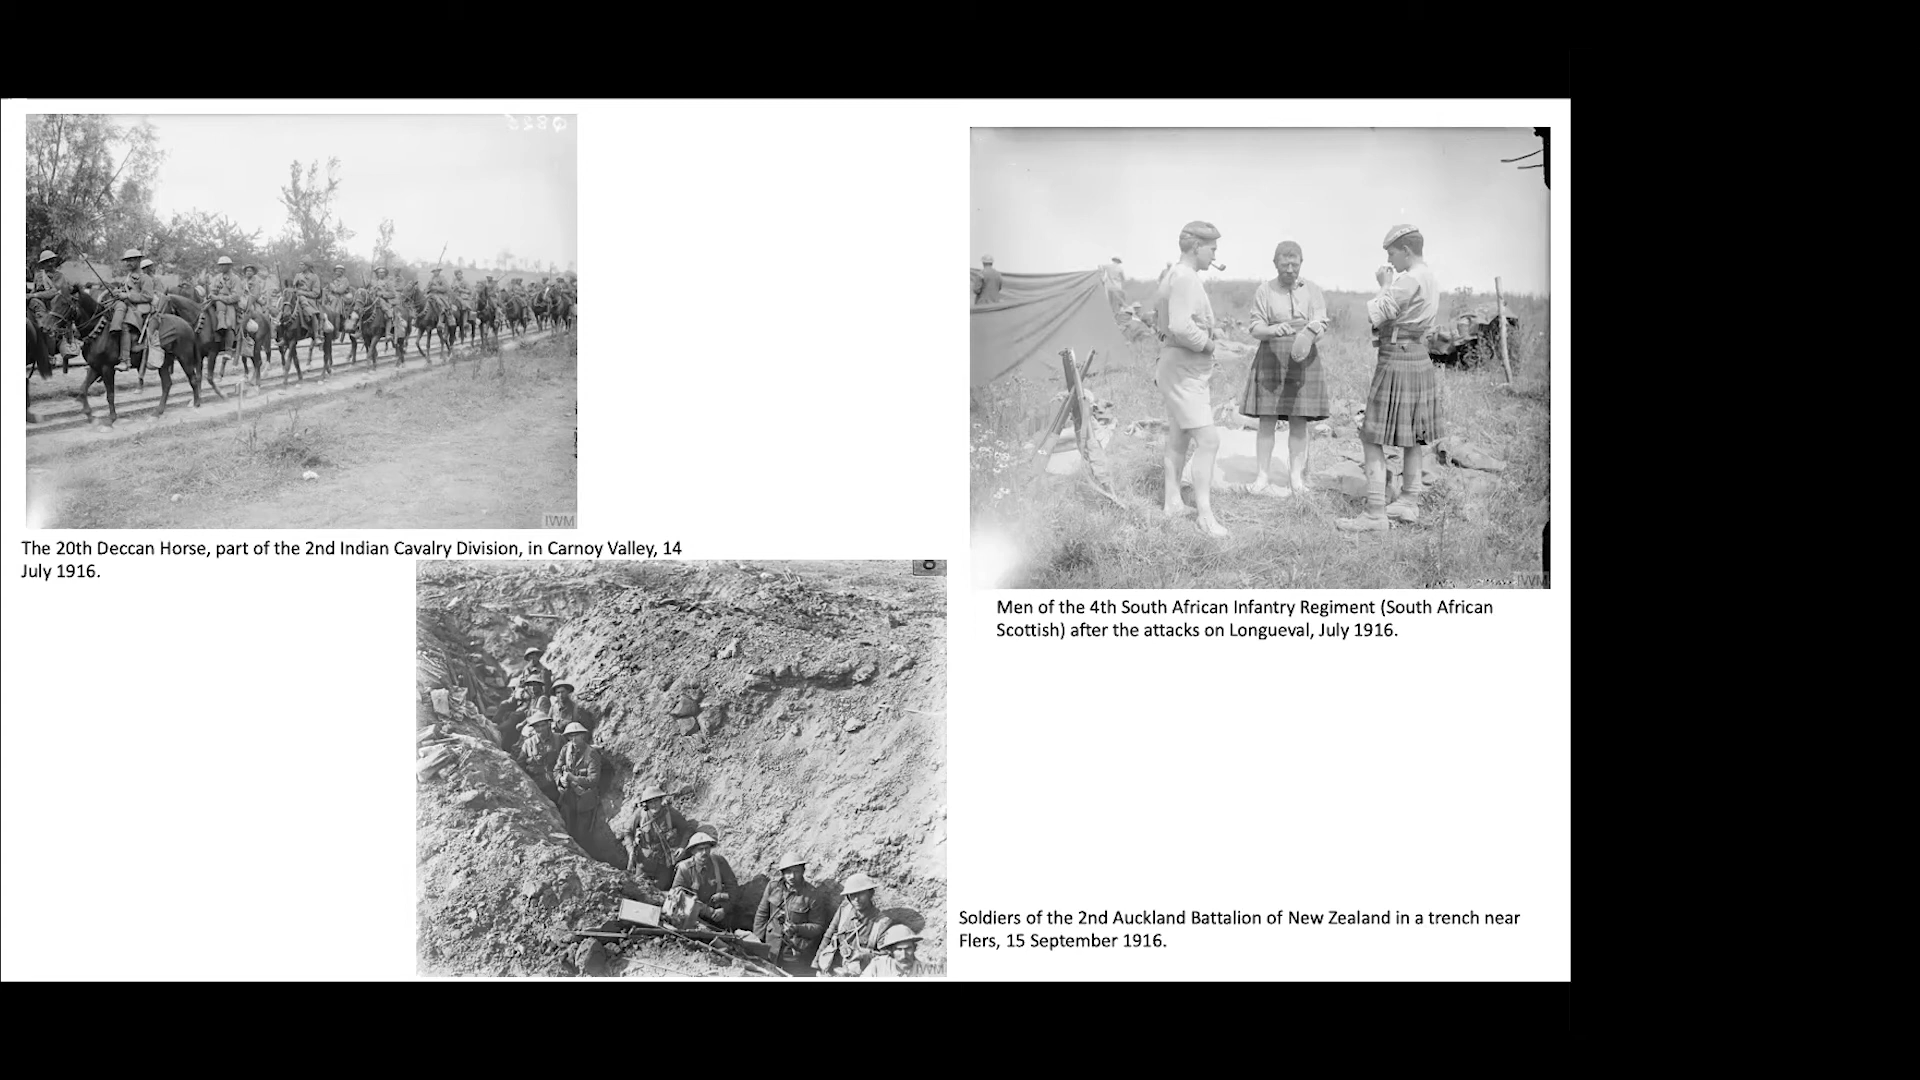 IWM
The 20th Deccan Horse, part of the 2nd Indian Cavalry Division, in Carnoy Valley, 14
July 1916.
IWM
Men of the 4th South African Infantry Regiment (South African
Scottish) after the attacks on Longueval, July 1916.
IWM
Soldiers of the 2nd Auckland Battalion of New Zealand in a trench near
Flers, 15 September 1916.